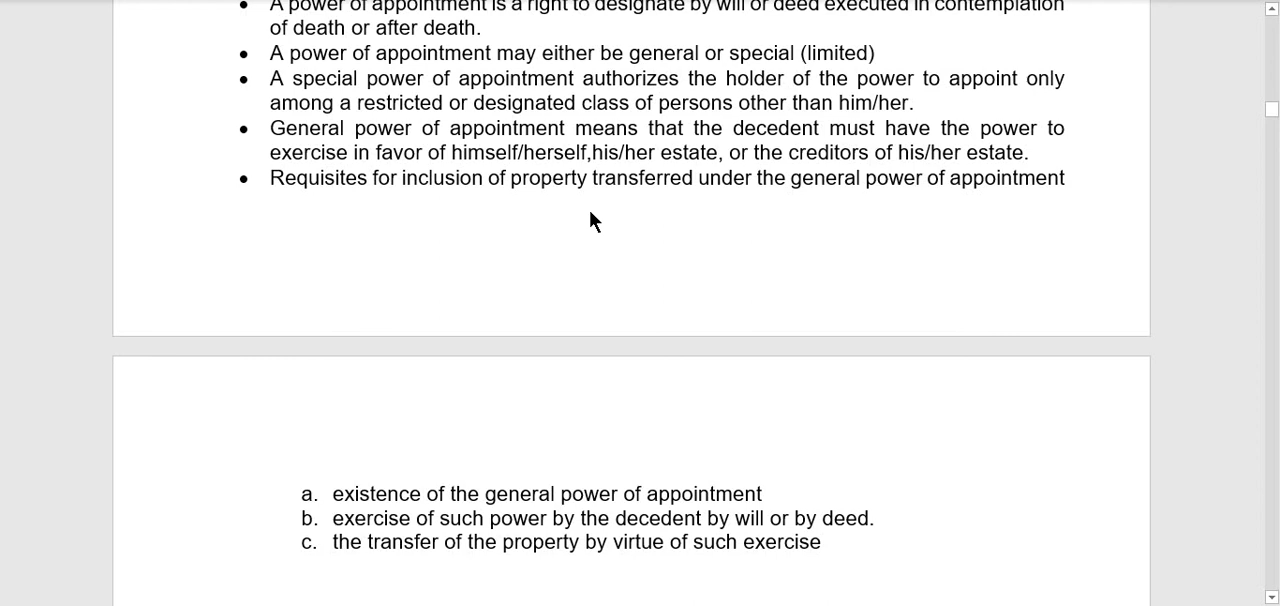 • A power of appointment is a right to designate by will or deed executed in contemplation
of death or after death.
• A power of appointment may either be general or special (limited)
• A special power of appointment authorizes the holder of the power to appoint only
among a restricted or designated class of persons other than him/her.
• General power of appointment means that the decedent must have the power to
exercise in favor of himself/herself,his/her estate, or the creditors of his/her estate.
• Requisites for inclusion of property transferred under the general power of appointment
a. existence of the general power of appointment
b. exercise of such power by the decedent by will or by deed.
c. the transfer of the property by virtue of such exercise